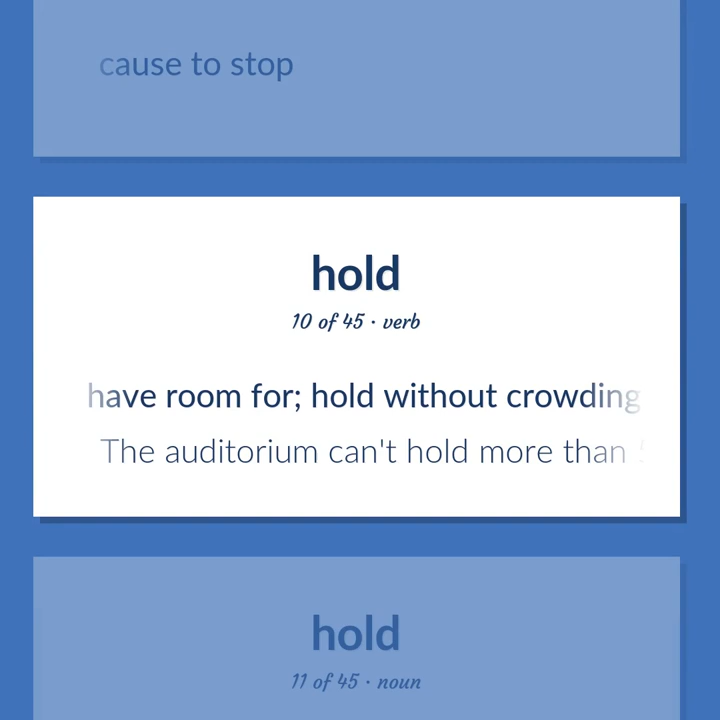 cause to stop
hold
10 of 45 · verb
have room for; hold without crowding
The auditorium can't hold more than
hold
11 of 45 · noun